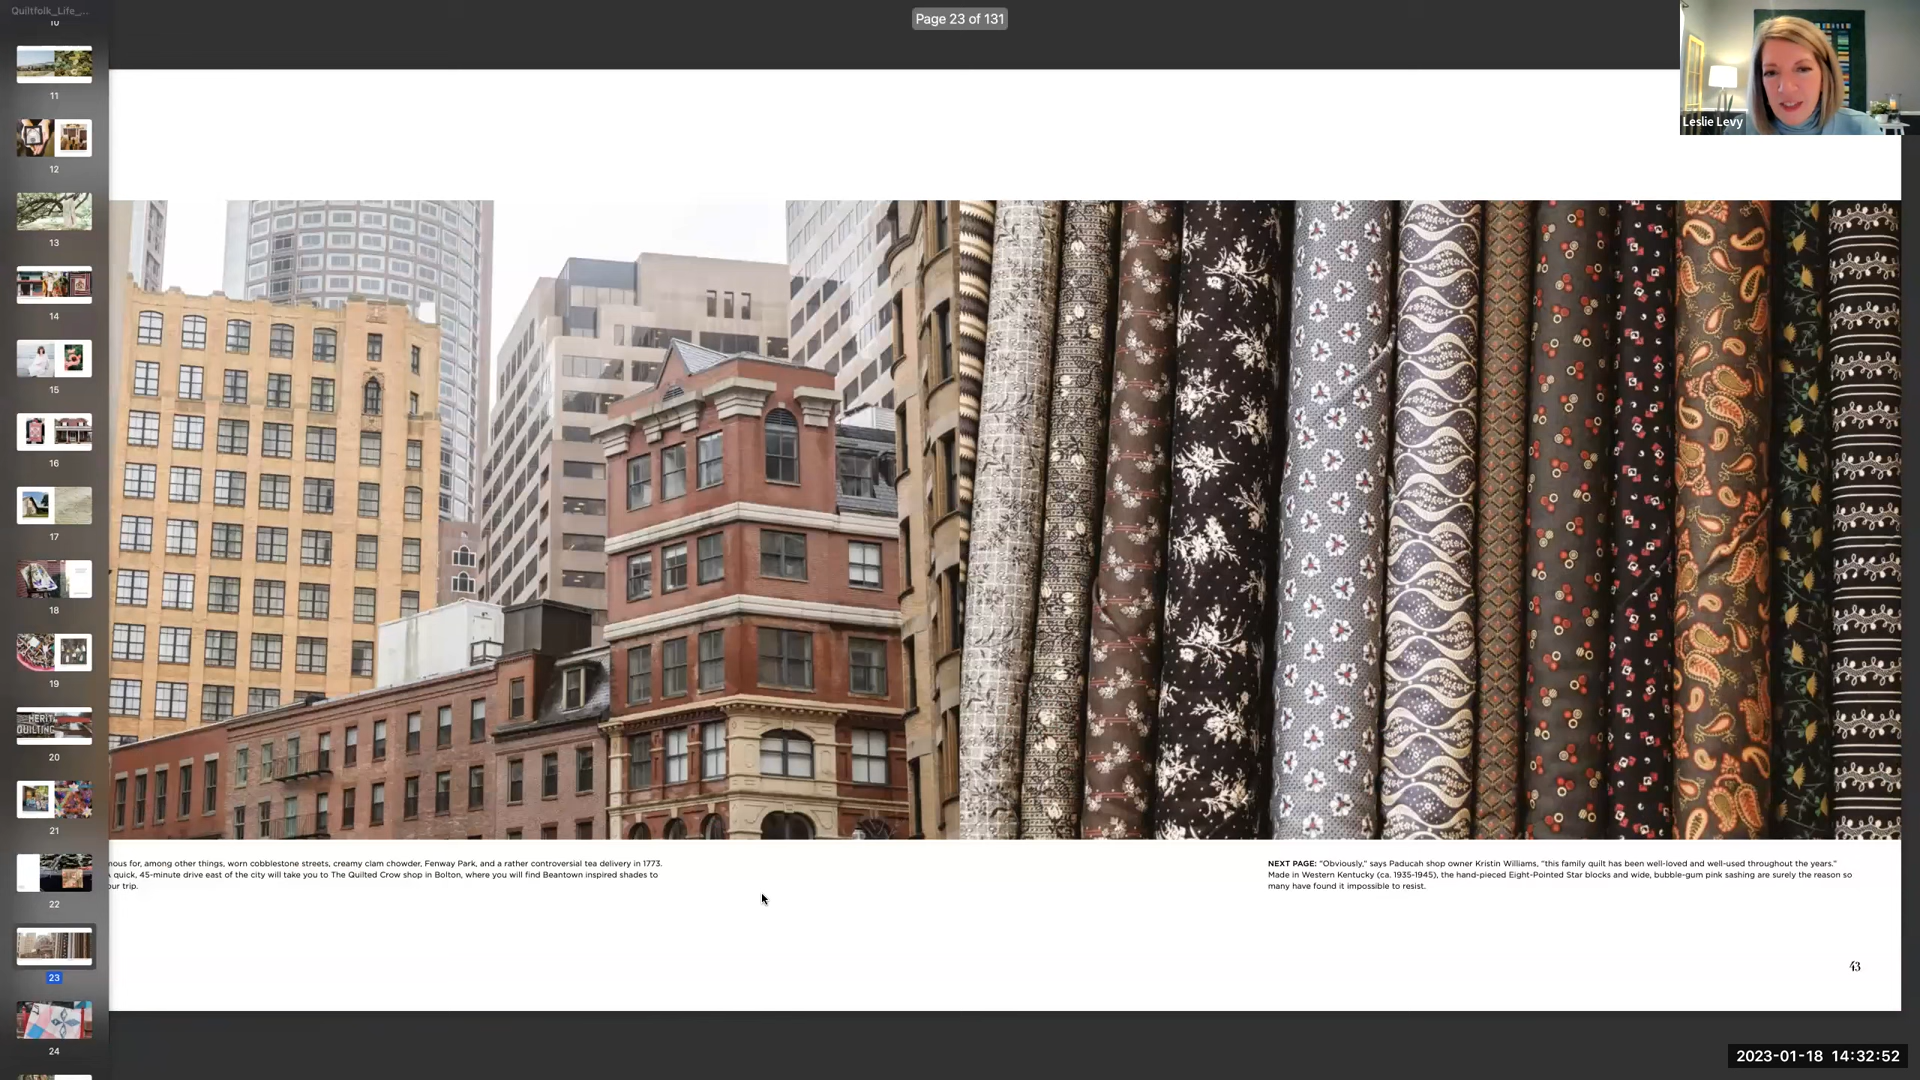 Quiltfolk_Life_...
Page 23 of 131
10
11
12
13
14
15
16
17
18
19
HERIT
QUILTING
20
21
22
23
24
Leslie Levy
nous for, among other things, worn cobblestone streets, creamy clam chowder, Fenway Park, and a rather controversial tea delivery in 1773.
quick, 45-minute drive east of the city will take you to The Quilted Crow shop in Bolton, where you will find Beantown inspired shades to
our trip.
NEXT PAGE: "Obviously," says Paducah shop owner Kristin Williams, "this family quilt has been well-loved and well-used throughout the years."
Made in Western Kentucky (ca. 1935-1945), the hand-pieced Eight-Pointed Star blocks and wide, bubble-gum pink sashing are surely the reason so
many have found it impossible to resist.
43
2023-01-18 14:32:52